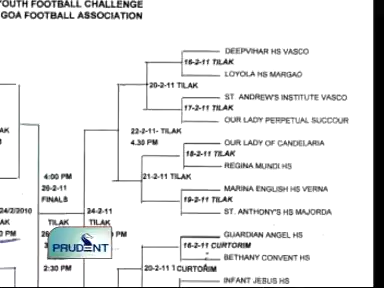 YOUTH FOOTBALL CHALLENGE
GOA FOOTBALL ASSOCIATION
DEEPVIHAR HS VASCO
16-2-11 TILAK
LOYOLA HS MARGAO
20-2-11 TILAK
ST. ANDREW'S INSTITUTE VASCO
17-2-11 TILAK
OUR LADY PERPETUAL SUCCOUR
22-2-11- TILAK
4.30 PM
OUR LADY OF CANDELARIA
18-2-11 TILAK
REGINA MUNDI HS
21-2-11 TILAK
4:00 PM
26-2-11
FINALS
MARINA ENGLISH HS VERNA
19-2-11 TILAK
ST. ANTHONY'S HS MAJORDA
24/2/2010
24-2-11
TILAK
TILAK
PRUDENT
GUARDIAN ANGEL HS
16-2-11 CURTORIM
BETHANY CONVENT HS
2:30 PM
20-2-11 CURTORIM
INFANT JESUS HS